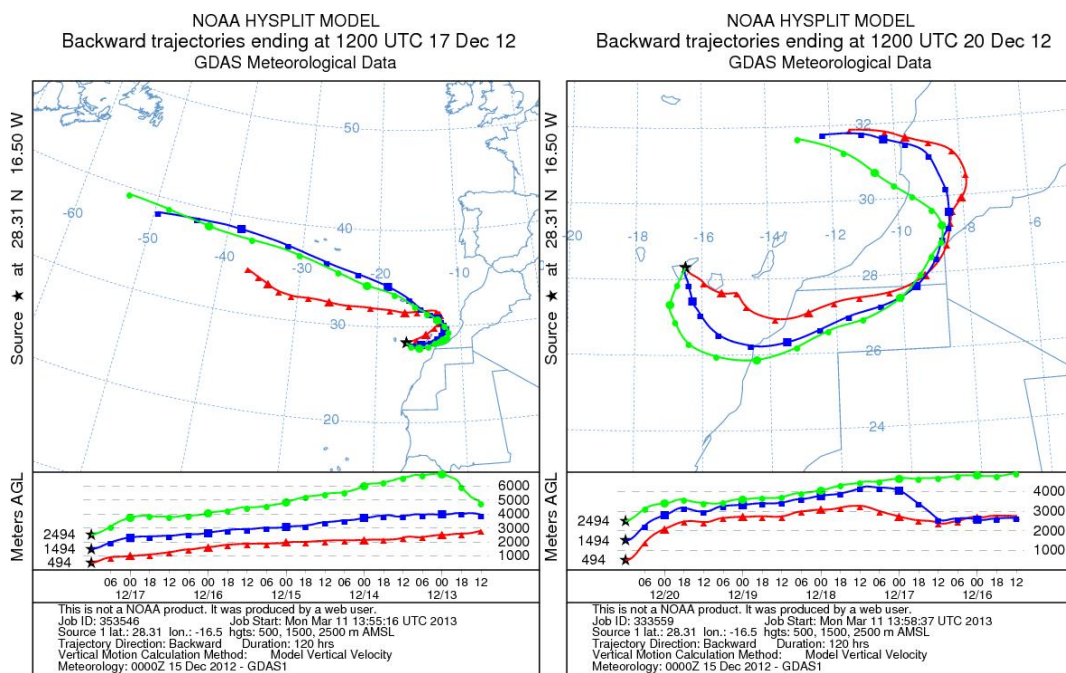 NOAA HYSPLIT MODEL
Backward trajectories ending at 1200 UTC 17 Dec 12
GDAS Meteorological Data
Source ★ at 28.31 N 16.50 W
50
-60
-50
40
-40
-30
-20
-10
30
20
Meters AGL
6000
5000
4000
3000
2000
1000
2494
1494
494
06 00 18 12 06 00 18 12 06 00 18 12 06 00 18 12 06 00 18 12
12/17 12/16 12/15 12/14 12/13
This is not a NOAA product. It was produced by a web user.
Job ID: 353546 Job Start: Mon Mar 11 13:55:16 UTC 2013
Source 1 lat.: 28.31 lon.: -16.5 hgts: 500, 1500, 2500 m AMSL
Trajectory Direction: Backward Duration: 120 hrs
Vertical Motion Calculation Method: Model Vertical Velocity
Meteorology: 0000Z 15 Dec 2012 - GDAS1
NOAA HYSPLIT MODEL
Backward trajectories ending at 1200 UTC 20 Dec 12
GDAS Meteorological Data
Source ★ at 28.31 N 16.50 W
32
30
-20
-18
-16
-14
-12
-10
-8
-6
28
26
24
Meters AGL
4000
3000
2000
1000
2494
1494
494
06 00 18 12 06 00 18 12 06 00 18 12 06 00 18 12 06 00 18 12
12/20 12/19 12/18 12/17 12/16
This is not a NOAA product. It was produced by a web user.
Job ID: 333559 Job Start: Mon Mar 11 13:58:37 UTC 2013
Source 1 lat.: 28.31 lon.: -16.5 hgts: 500, 1500, 2500 m AMSL
Trajectory Direction: Backward Duration: 120 hrs
Vertical Motion Calculation Method: Model Vertical Velocity
Meteorology: 0000Z 15 Dec 2012 - GDAS1